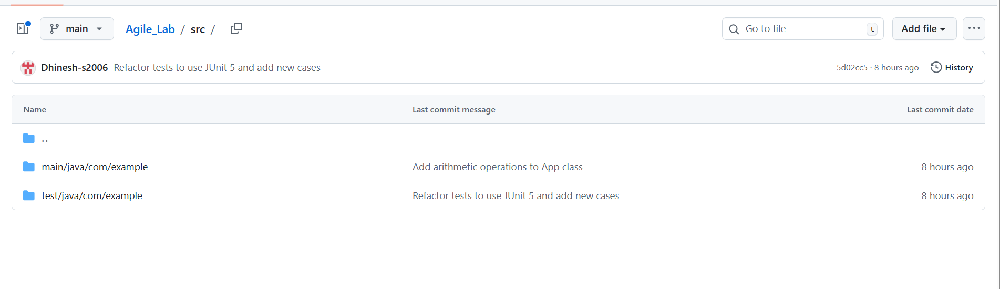 main Agile_Lab / src / Go to file t Add file ...
Dhinesh-s2006 Refactor tests to use JUnit 5 and add new cases 5d02cc5 · 8 hours ago History
Name Last commit message Last commit date
..
main/java/com/example Add arithmetic operations to App class 8 hours ago
test/java/com/example Refactor tests to use JUnit 5 and add new cases 8 hours ago